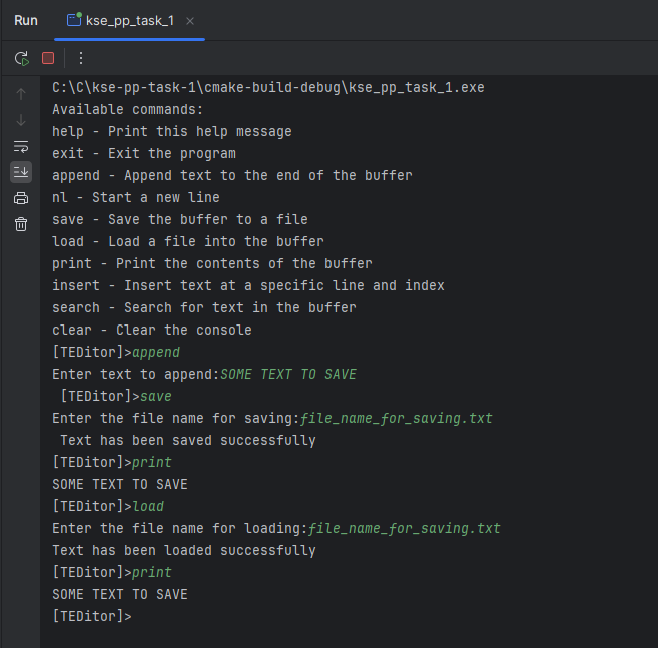 Run kse_pp_task_1
C:\C\kse-pp-task-1\cmake-build-debug\kse_pp_task_1.exe
Available commands:
help - Print this help message
exit - Exit the program
append - Append text to the end of the buffer
nl - Start a new line
save - Save the buffer to a file
load - Load a file into the buffer
print - Print the contents of the buffer
insert - Insert text at a specific line and index
search - Search for text in the buffer
clear - Clear the console
[TEDitor]>append
Enter text to append:SOME TEXT TO SAVE
 [TEDitor]>save
Enter the file name for saving:file_name_for_saving.txt
 Text has been saved successfully
[TEDitor]>print
SOME TEXT TO SAVE
[TEDitor]>load
Enter the file name for loading:file_name_for_saving.txt
Text has been loaded successfully
[TEDitor]>print
SOME TEXT TO SAVE
[TEDitor]>